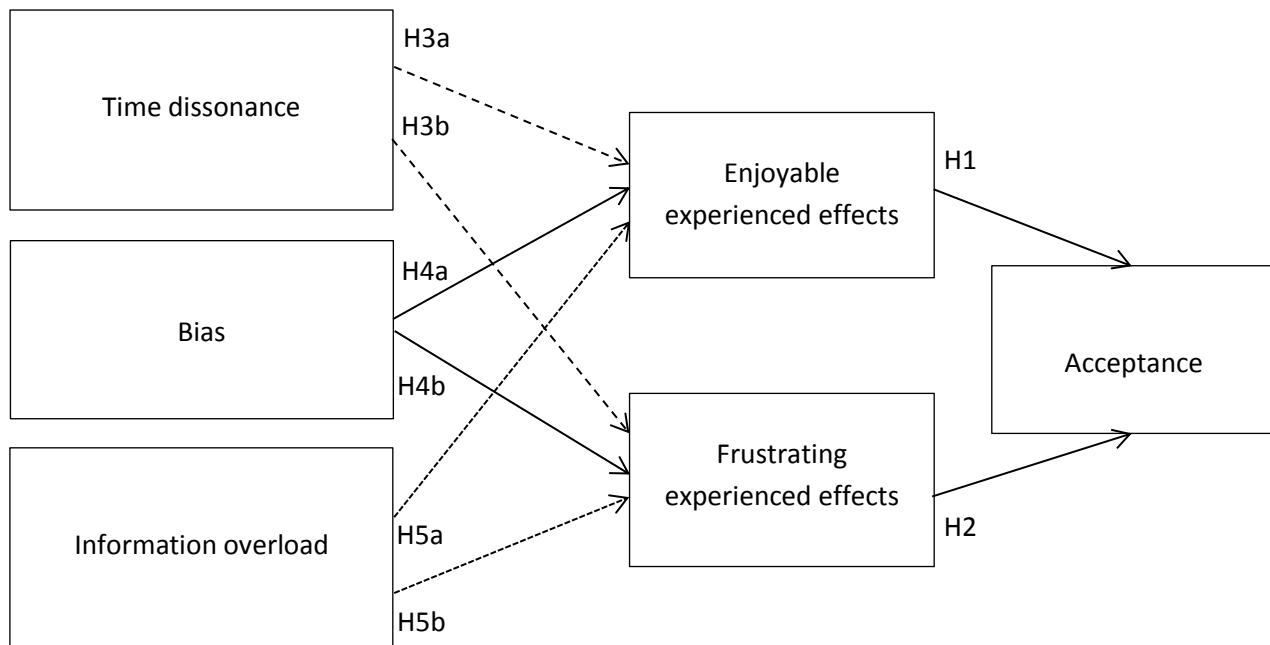 H3a
Time dissonance
H3b
Enjoyable
experienced effects
H1
H4a
Bias
H4b
Acceptance
Frustrating
experienced effects
H2
Information overload
H5a
H5b